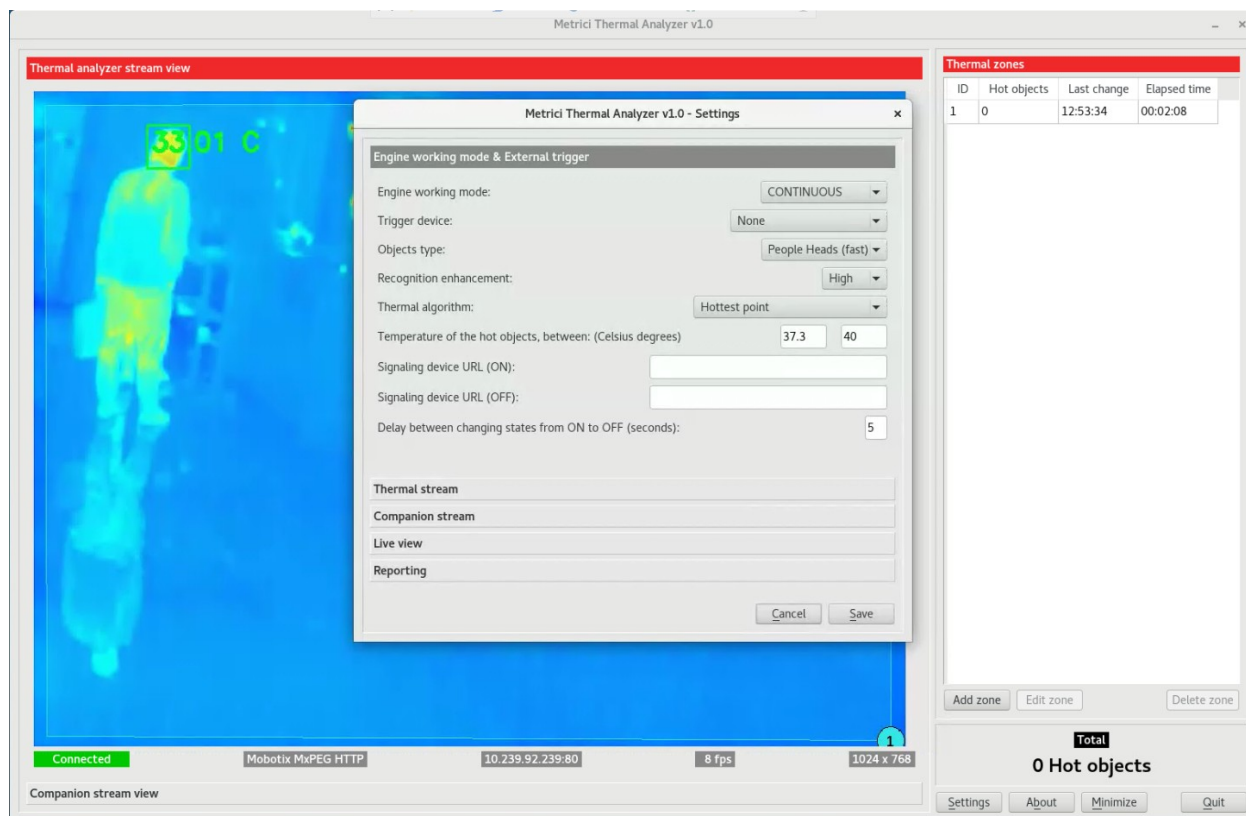 Metrici Thermal Analyzer v1.0
Thermal analyzer stream view
33.01 C
Metrici Thermal Analyzer v1.0 - Settings
Engine working mode & External trigger
Engine working mode: CONTINUOUS
Trigger device: None
Objects type: People Heads (fast)
Recognition enhancement: High
Thermal algorithm: Hottest point
Temperature of the hot objects, between: (Celsius degrees) 37.3 40
Signaling device URL (ON):
Signaling device URL (OFF):
Delay between changing states from ON to OFF (seconds): 5
Thermal stream
Companion stream
Live view
Reporting
Cancel Save
1
Connected Mobotix MxPEG HTTP 10.239.92.239:80 8 fps 1024 x 768
Companion stream view
Thermal zones
ID Hot objects Last change Elapsed time
1 0 12:53:34 00:02:08
Add zone Edit zone Delete zone
Total
0 Hot objects
Settings About Minimize Quit